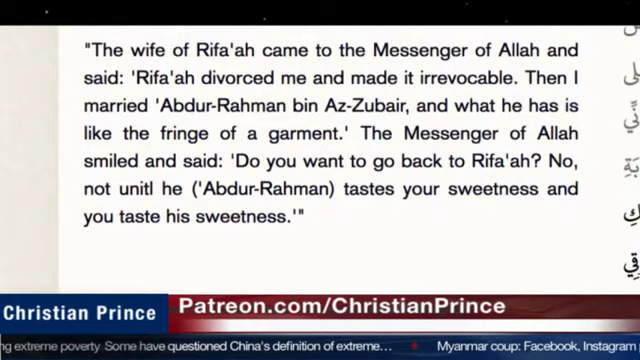 "The wife of Rifa'ah came to the Messenger of Allah and
said: 'Rifa'ah divorced me and made it irrevocable. Then I
married 'Abdur-Rahman bin Az-Zubair, and what he has is
like the fringe of a garment.' The Messenger of Allah
smiled and said: 'Do you want to go back to Rifa'ah? No,
not unitl he ('Abdur-Rahman) tastes your sweetness and
you taste his sweetness.'"
Christian Prince
Patreon.com/ChristianPrince
extreme poverty Some have questioned China's definition of extreme... Myanmar coup: Facebook, Instagram